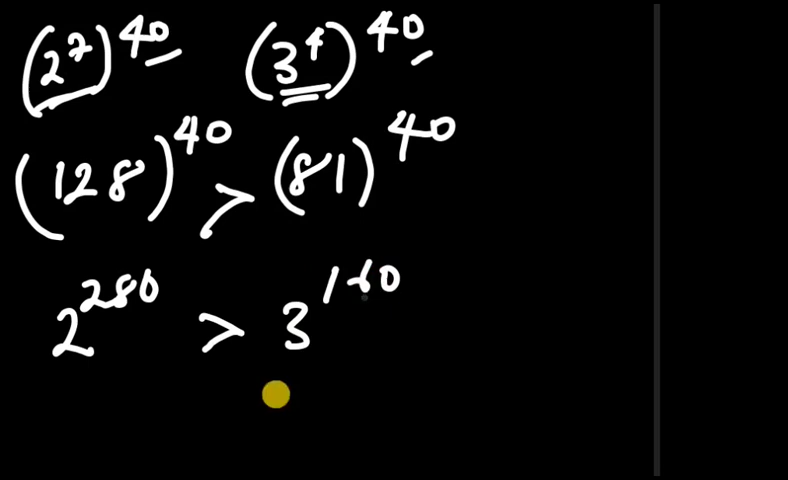 (2⁷)⁴⁰ (3⁴)⁴⁰
(128)⁴⁰ > (81)⁴⁰
2²⁸⁰ > 3¹⁶⁰